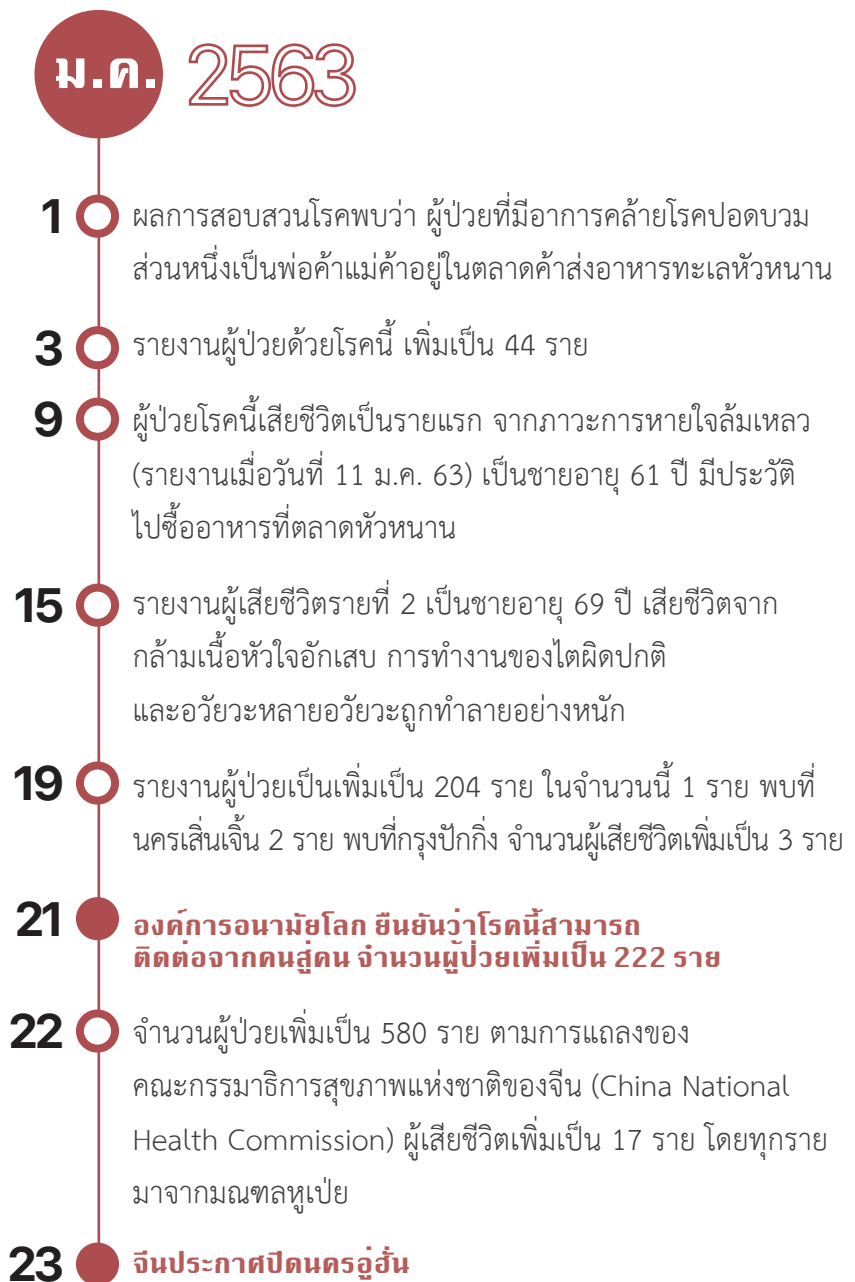 ม.ค. 2563
1 ผลการสอบสวนโรคพบว่า ผู้ป่วยที่มีอาการคล้ายโรคปอดบวม
ส่วนหนึ่งเป็นพ่อค้าแม่ค้าอยู่ในตลาดค้าส่งอาหารทะเลหัวหนาน
3 รายงานผู้ป่วยด้วยโรคนี้ เพิ่มเป็น 44 ราย
9 ผู้ป่วยโรคนี้เสียชีวิตเป็นรายแรก จากภาวะการหายใจล้มเหลว
(รายงานเมื่อวันที่ 11 ม.ค. 63) เป็นชายอายุ 61 ปี มีประวัติ
ไปซื้ออาหารที่ตลาดหัวหนาน
15 รายงานผู้เสียชีวิตรายที่ 2 เป็นชายอายุ 69 ปี เสียชีวิตจาก
กล้ามเนื้อหัวใจอักเสบ การทำงานของไตผิดปกติ
และอวัยวะหลายอวัยวะถูกทำลายอย่างหนัก
19 รายงานผู้ป่วยเป็นเพิ่มเป็น 204 ราย ในจำนวนนี้ 1 ราย พบที่
นครเสิ่นเจิ้น 2 ราย พบที่กรุงปักกิ่ง จำนวนผู้เสียชีวิตเพิ่มเป็น 3 ราย
21 องค์การอนามัยโลก ยืนยันว่าโรคนี้สามารถ
ติดต่อจากคนสู่คน จำนวนผู้ป่วยเพิ่มเป็น 222 ราย
22 จำนวนผู้ป่วยเพิ่มเป็น 580 ราย ตามการแถลงของ
คณะกรรมาธิการสุขภาพแห่งชาติของจีน (China National
Health Commission) ผู้เสียชีวิตเพิ่มเป็น 17 ราย โดยทุกราย
มาจากมณฑลหูเป่ย
23 จีนประกาศปิดนครอู่ฮั่น